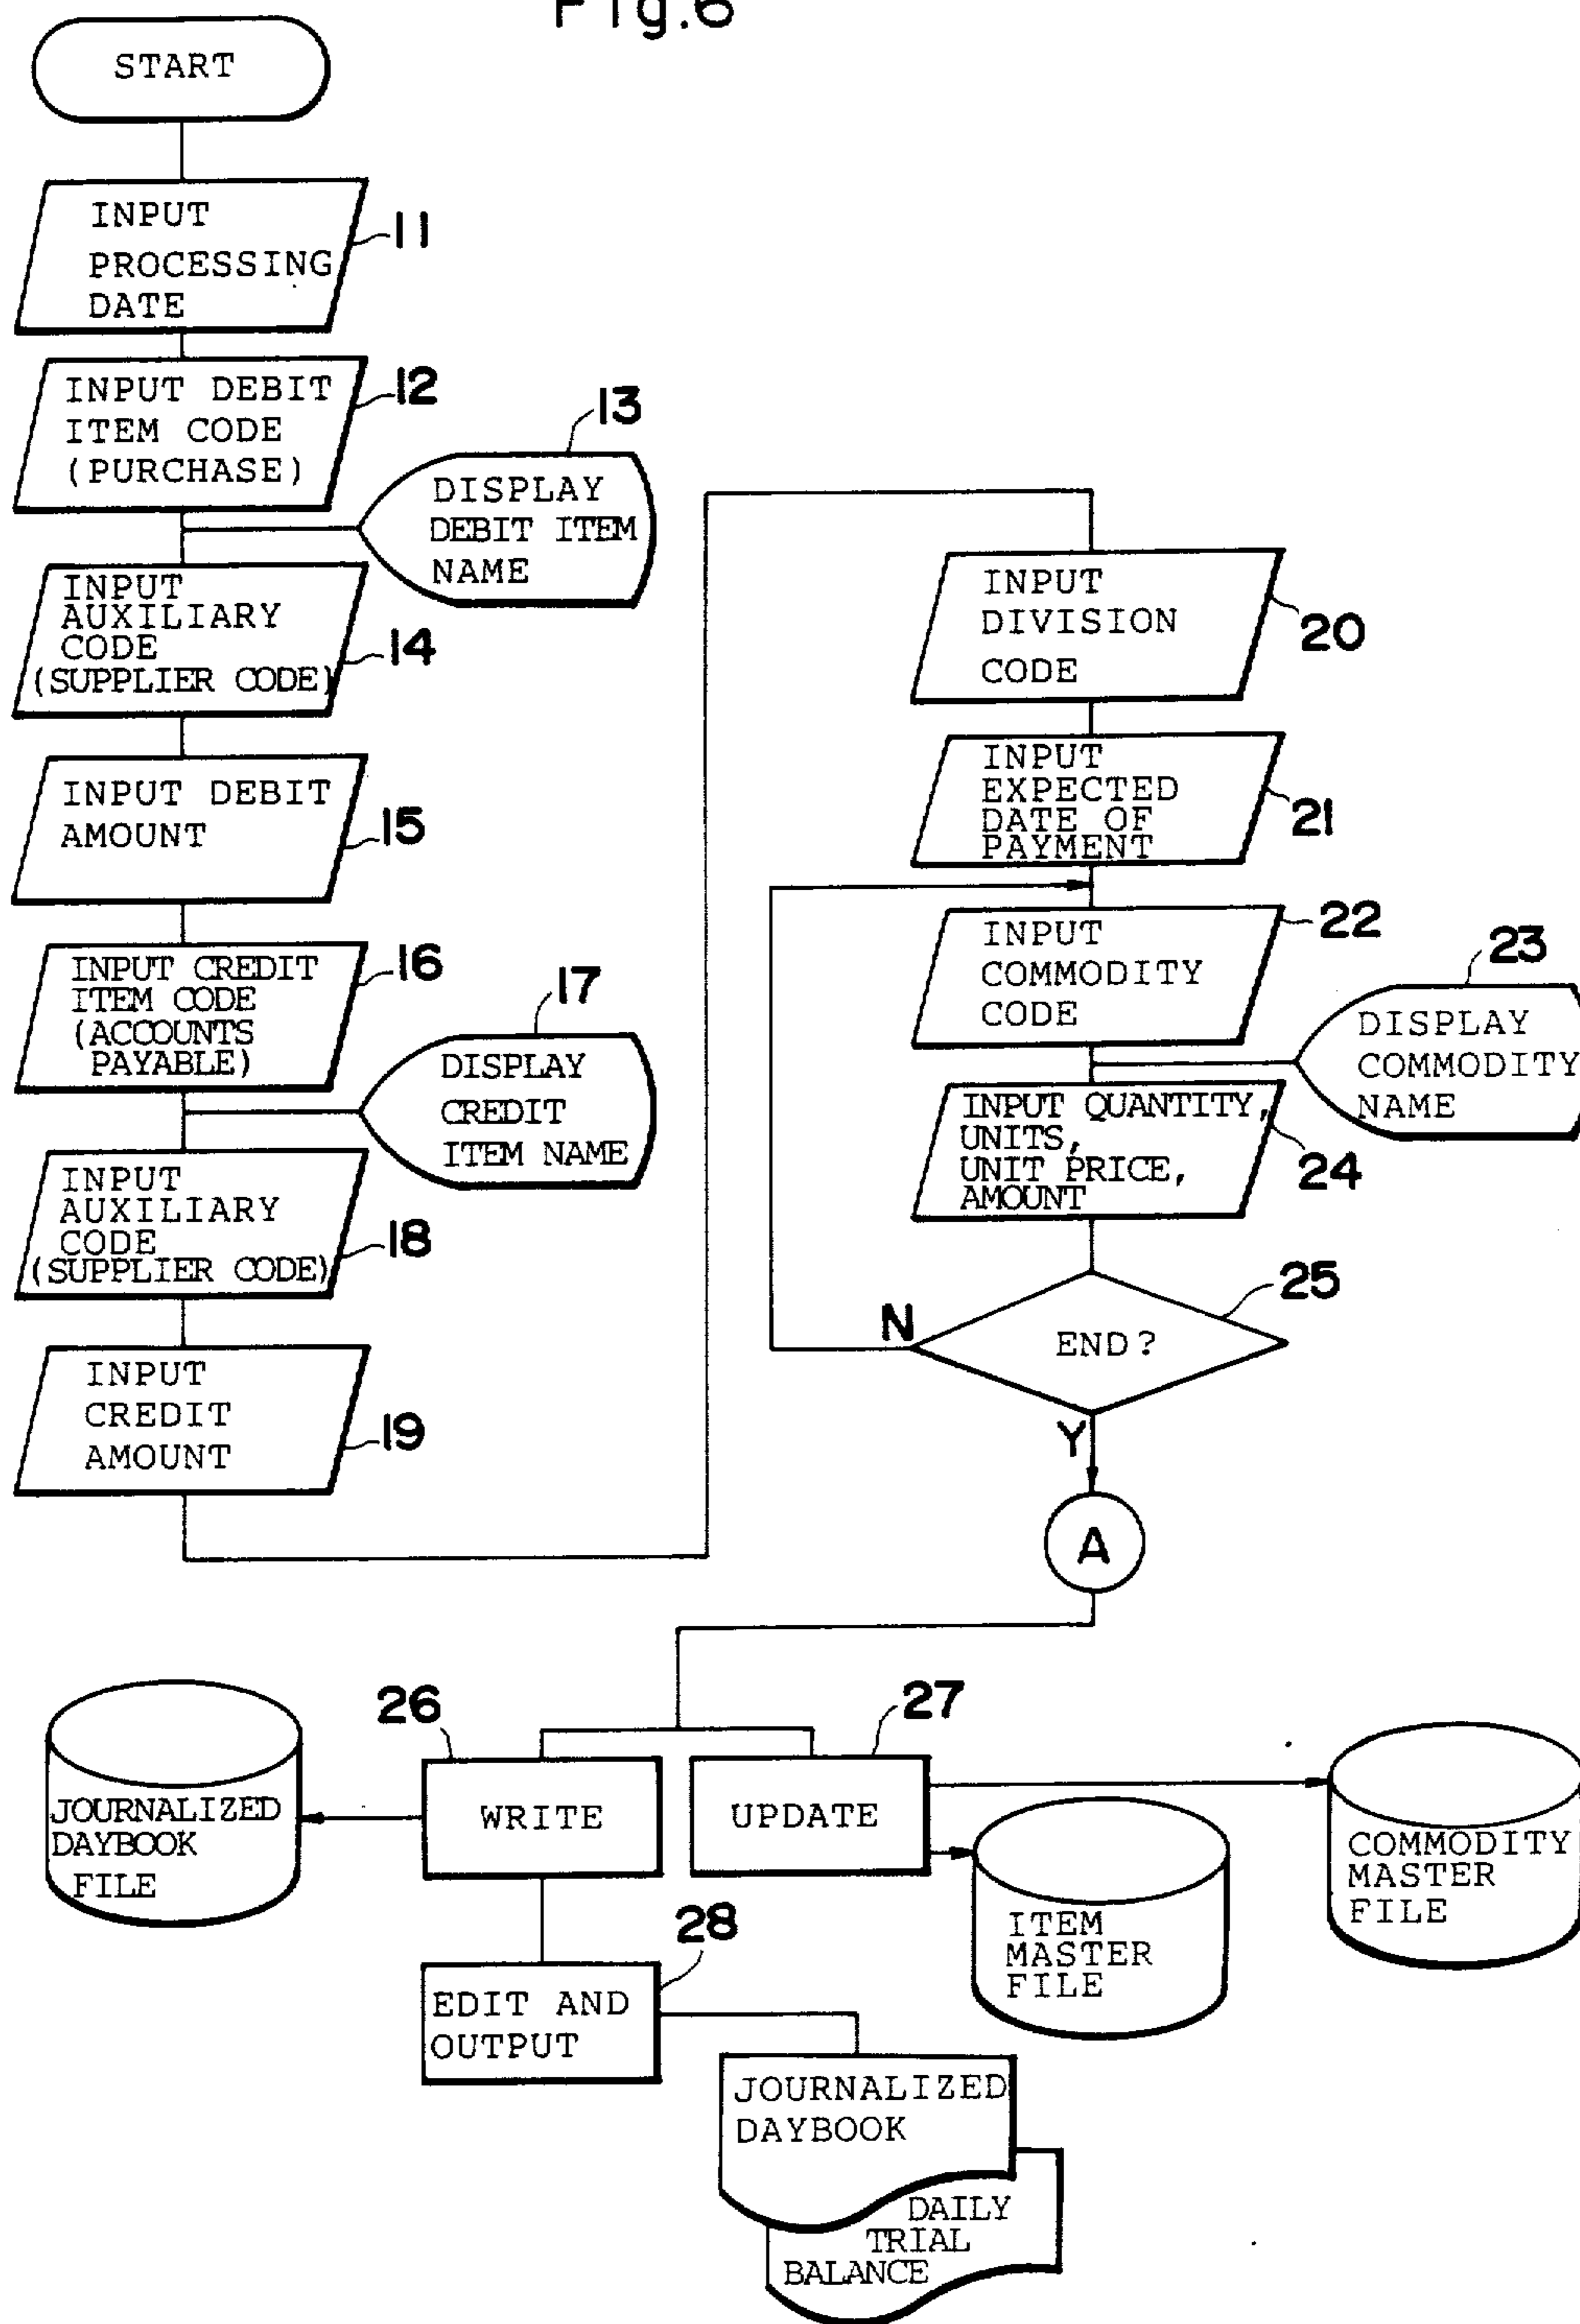 Fig.6
START
INPUT
PROCESSING
DATE
11
INPUT DEBIT
ITEM CODE
(PURCHASE)
12
13
DISPLAY
DEBIT ITEM
NAME
INPUT
AUXILIARY
CODE
(SUPPLIER CODE)
14
INPUT DEBIT
AMOUNT
15
INPUT CREDIT
ITEM CODE
(ACCOUNTS
PAYABLE)
16
17
DISPLAY
CREDIT
ITEM NAME
INPUT
AUXILIARY
CODE
(SUPPLIER CODE)
18
INPUT
CREDIT
AMOUNT
19
INPUT
DIVISION
CODE
20
INPUT
EXPECTED
DATE OF
PAYMENT
21
INPUT
COMMODITY
CODE
22
23
DISPLAY
COMMODITY
NAME
INPUT QUANTITY,
UNITS,
UNIT PRICE,
AMOUNT
24
25
N
END?
Y
A
26
27
JOURNALIZED
DAYBOOK
FILE
WRITE
UPDATE
COMMODITY
MASTER
FILE
ITEM
MASTER
FILE
28
EDIT AND
OUTPUT
JOURNALIZED
DAYBOOK
DAILY
TRIAL
BALANCE